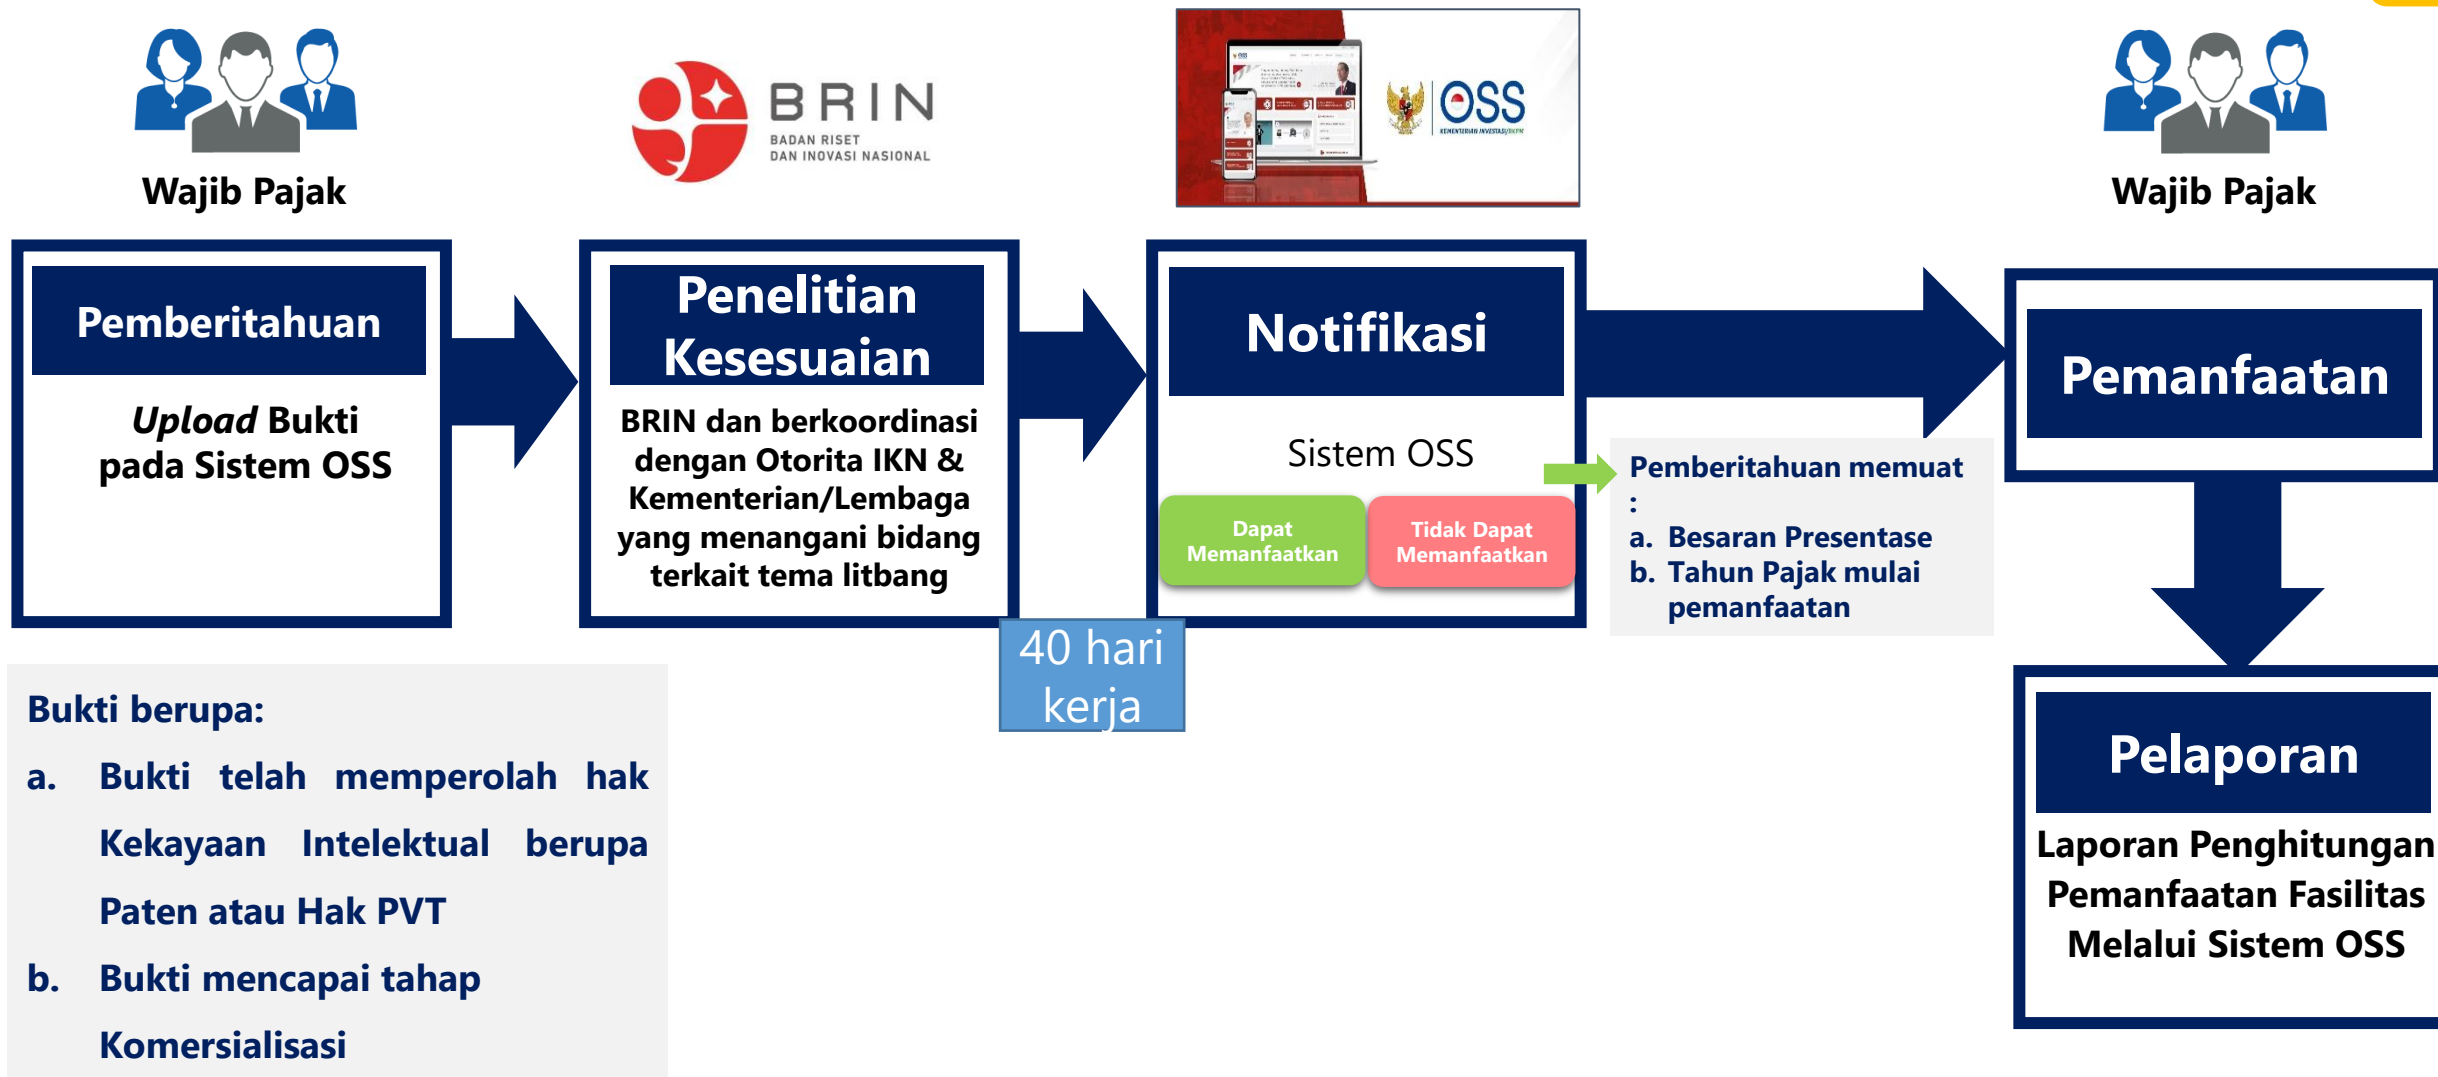 Wajib Pajak
BRIN
BADAN RISET
DAN INOVASI NASIONAL
OSS
KEMENTERIAN INVESTASI/BKPM
Wajib Pajak
Pemberitahuan
Upload Bukti
pada Sistem OSS
Penelitian
Kesesuaian
BRIN dan berkoordinasi
dengan Otorita IKN &
Kementerian/Lembaga
yang menangani bidang
terkait tema litbang
40 hari
kerja
Notifikasi
Sistem OSS
Dapat
Memanfaatkan
Tidak Dapat
Memanfaatkan
Pemberitahuan memuat
:
a. Besaran Presentase
b. Tahun Pajak mulai
pemanfaatan
Pemanfaatan
Pelaporan
Laporan Penghitungan
Pemanfaatan Fasilitas
Melalui Sistem OSS
Bukti berupa:
a. Bukti telah memperolah hak
Kekayaan Intelektual berupa
Paten atau Hak PVT
b. Bukti mencapai tahap
Komersialisasi